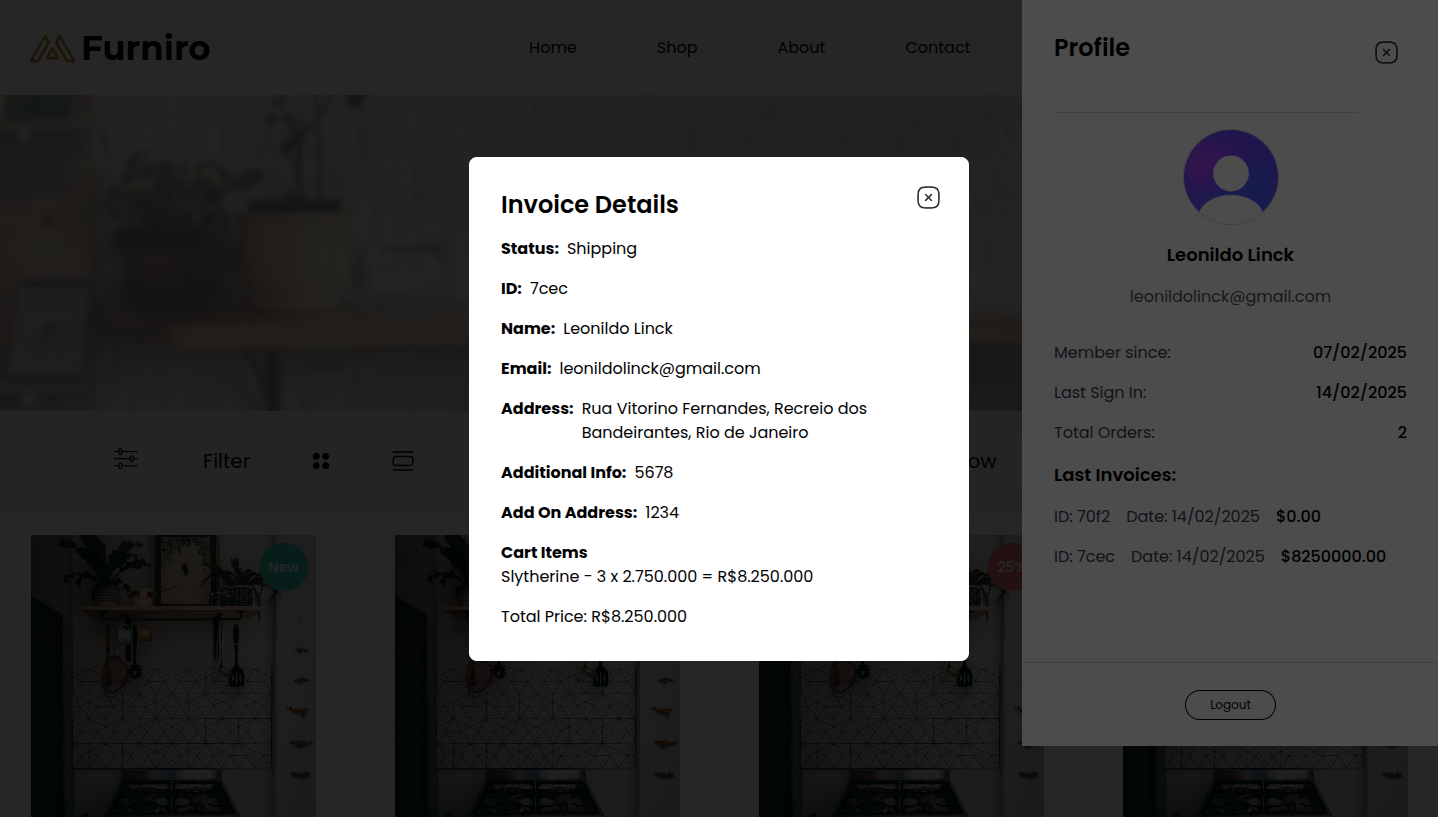 Furniro
Home Shop About Contact
Profile
Invoice Details
Status: Shipping
ID: 7cec
Name: Leonildo Linck
Email: leonildolinck@gmail.com
Address: Rua Vitorino Fernandes, Recreio dos
Bandeirantes, Rio de Janeiro
Additional Info: 5678
Add On Address: 1234
Cart Items
Slytherine - 3 x 2.750.000 = R$8.250.000
Total Price: R$8.250.000
Leonildo Linck
leonildolinck@gmail.com
Member since: 07/02/2025
Last Sign In: 14/02/2025
Total Orders: 2
Last Invoices:
ID: 70f2 Date: 14/02/2025 $0.00
ID: 7cec Date: 14/02/2025 $8250000.00
Logout
Filter
New